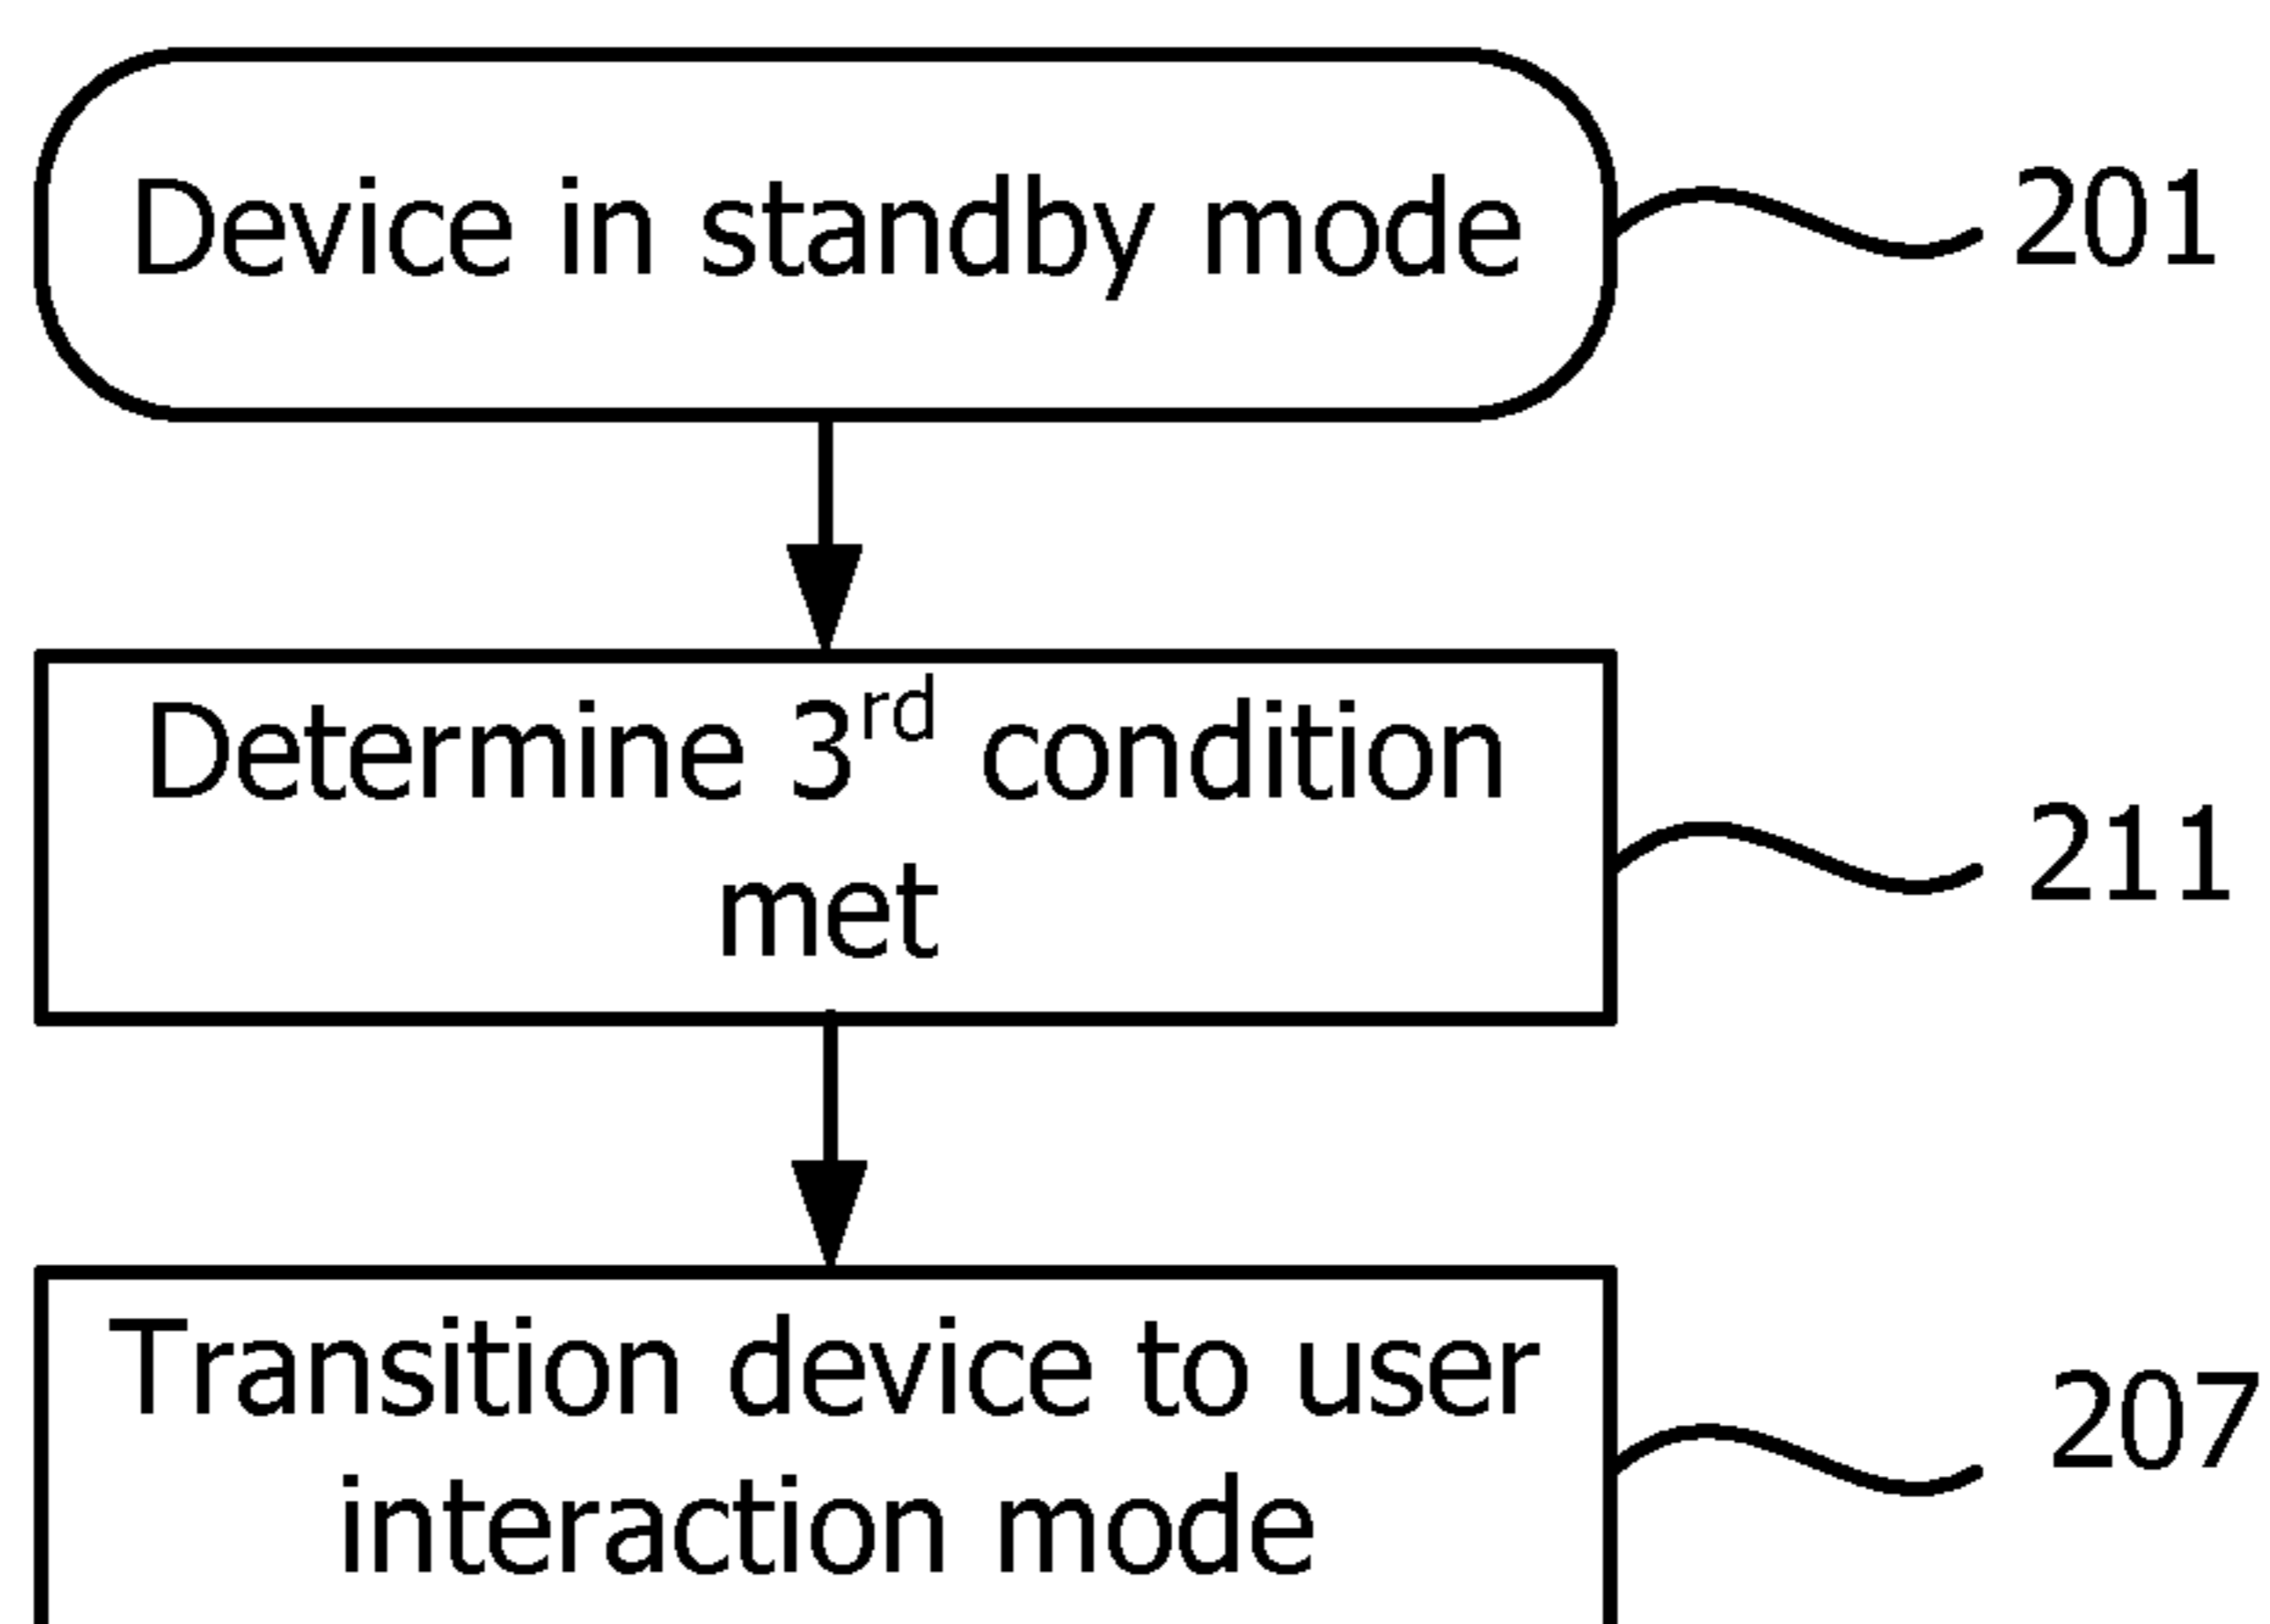 Device in standby mode
201
Determine 3rd condition
met
211
Transition device to user
interaction mode
207